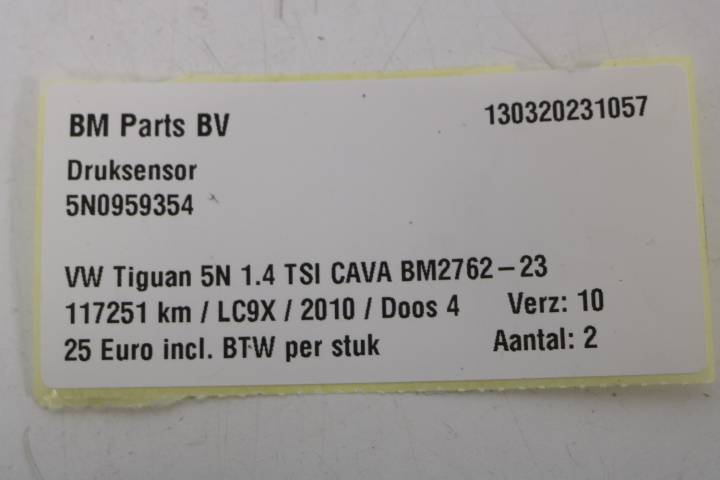 BM Parts BV 130320231057
Druksensor
5N0959354
VW Tiguan 5N 1.4 TSI CAVA BM2762-23
117251 km / LC9X / 2010 / Doos 4 Verz: 10
25 Euro incl. BTW per stuk Aantal: 2